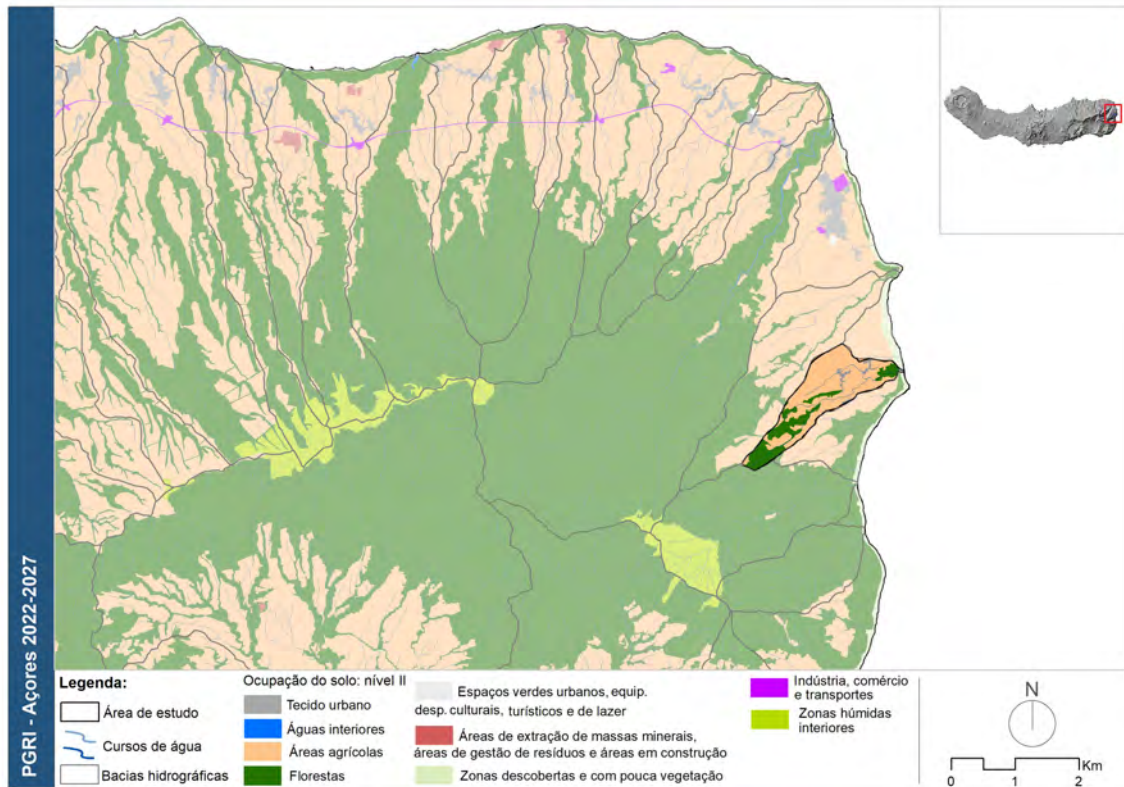 PGRI - Açores 2022-2027
Legenda:
Área de estudo
Cursos de água
Bacias hidrográficas
Ocupação do solo: nível II
Tecido urbano
Águas interiores
Áreas agrícolas
Florestas
Espaços verdes urbanos, equip.
desp. culturais, turísticos e de lazer
Áreas de extração de massas minerais,
áreas de gestão de resíduos e áreas em construção
Zonas descobertas e com pouca vegetação
Indústria, comércio
e transportes
Zonas húmidas
interiores
N
Km
0 1 2